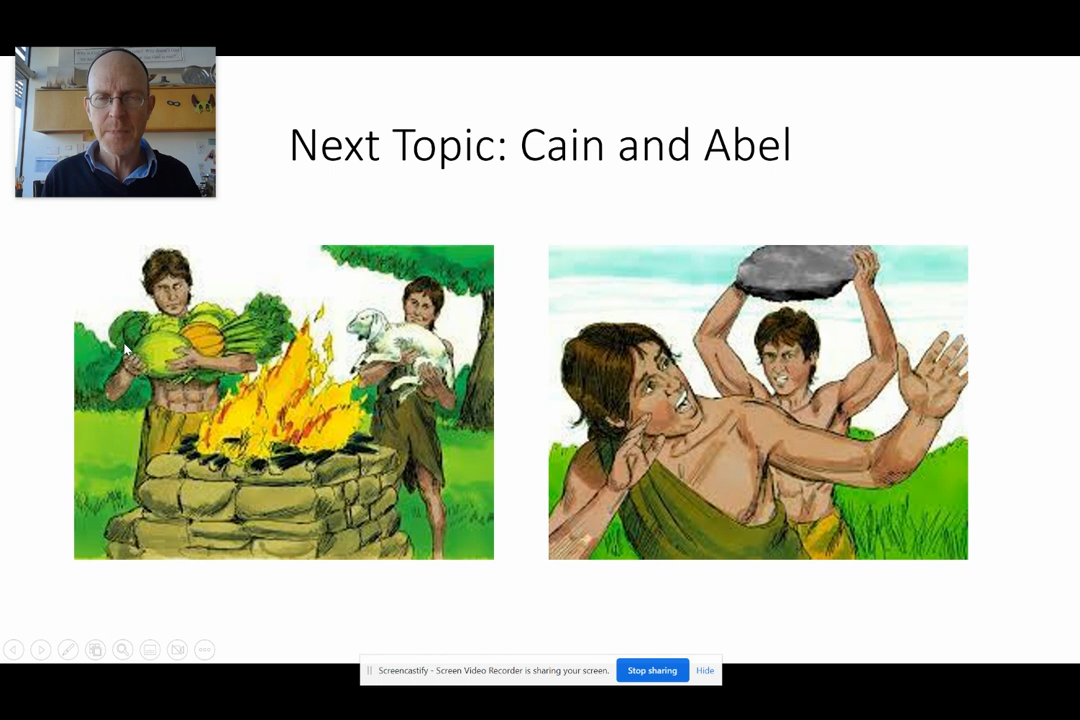 Next Topic: Cain and Abel
Screencastify - Screen Video Recorder is sharing your screen.
Stop sharing
Hide